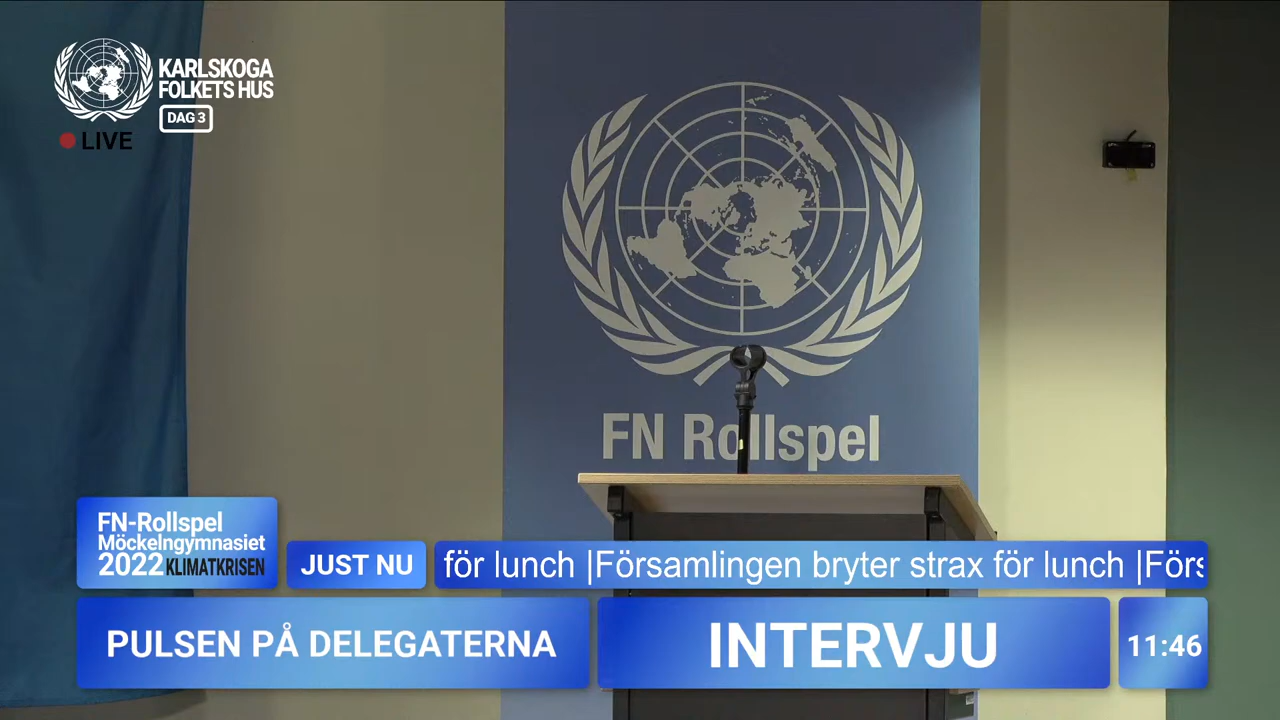 KARLSKOGA
FOLKETS HUS
DAG 3
LIVE
FN Rollspel
FN-Rollspel
Möckelngymnasiet
2022 KLIMATKRISEN
JUST NU
för lunch |Församlingen bryter strax för lunch |Förs
PULSEN PÅ DELEGATERNA
INTERVJU
11:46